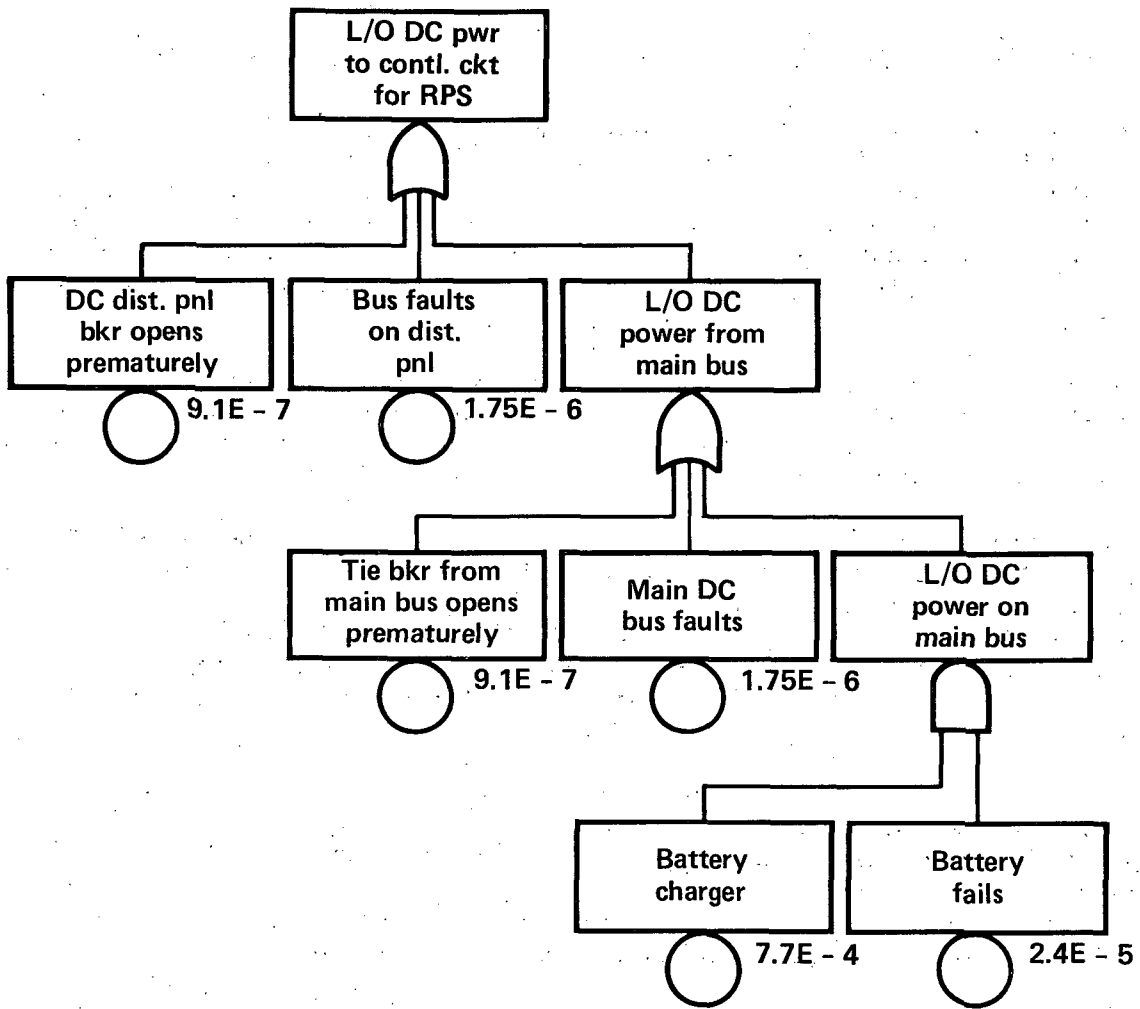 L/O DC pwr
to contl. ckt
for RPS
DC dist. pnl
bkr opens
prematurely
9.1E – 7
Bus faults
on dist.
pnl
1.75E – 6
L/O DC
power from
main bus
Tie bkr from
main bus opens
prematurely
9.1E – 7
Main DC
bus faults
1.75E – 6
L/O DC
power on
main bus
Battery
charger
7.7E – 4
Battery
fails
2.4E – 5